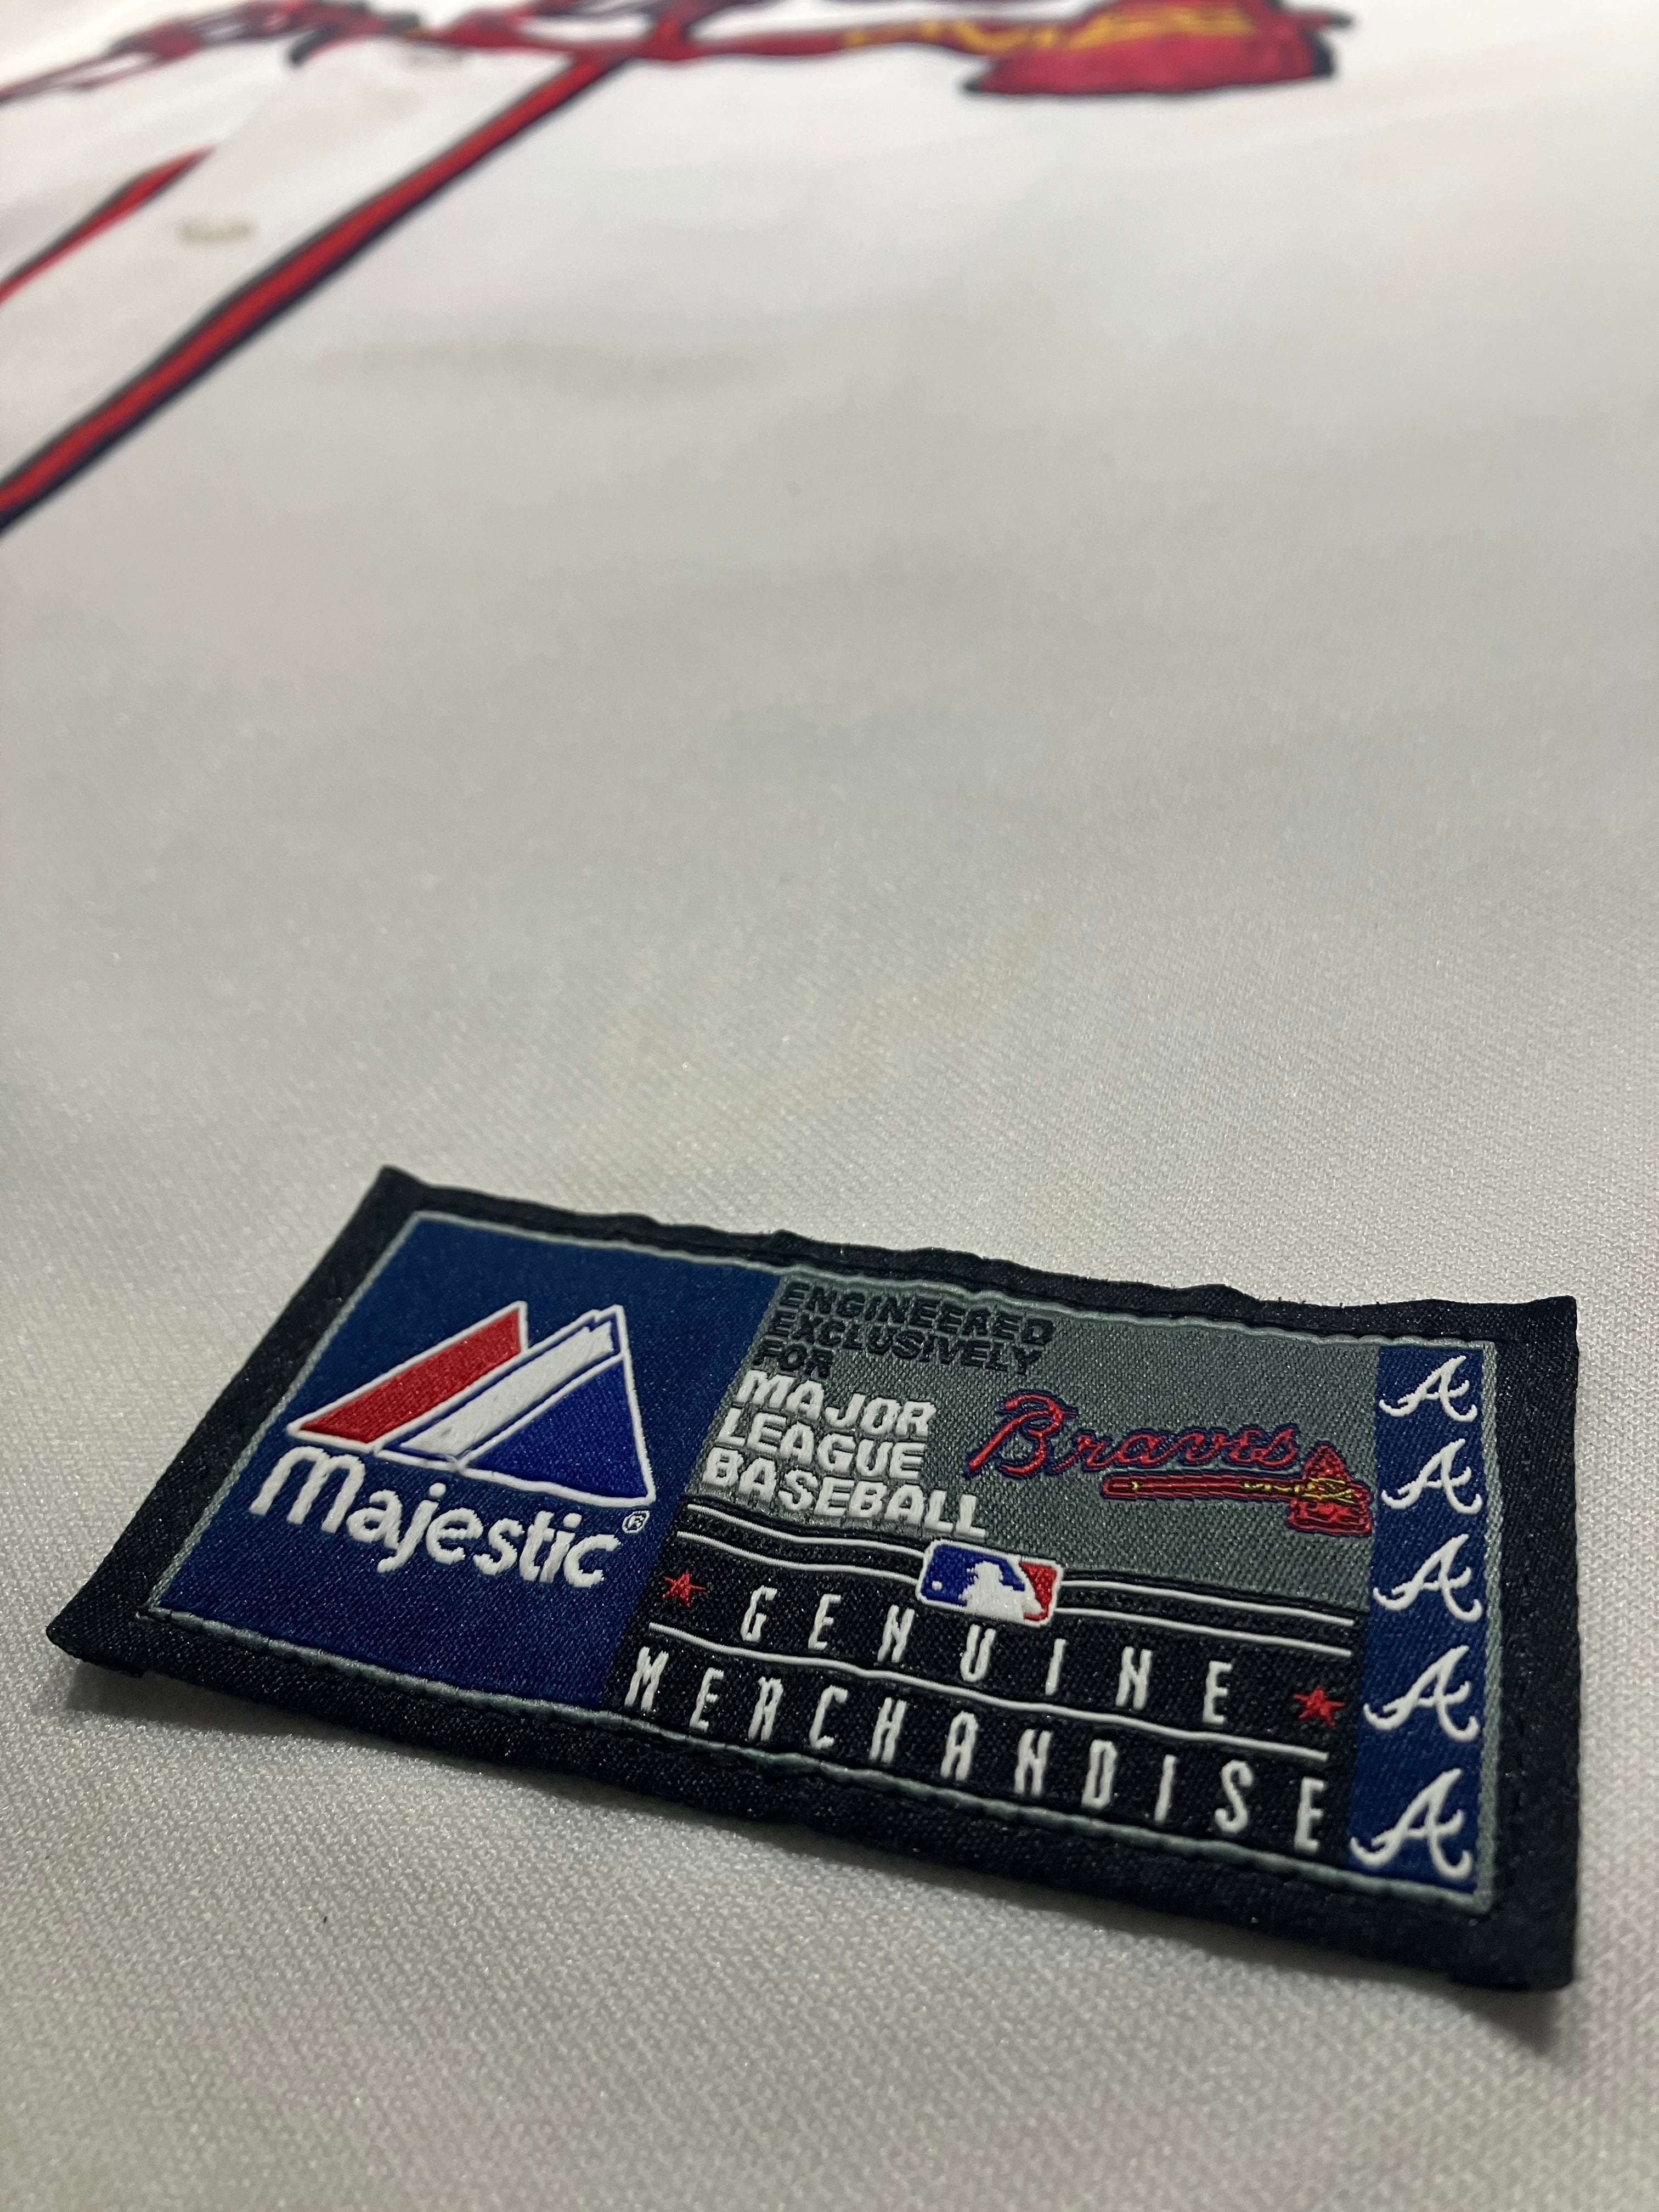 majestic®
ENGINEERED
EXCLUSIVELY
FOR
MAJOR
LEAGUE
BASEBALL
Braves
GENUINE
MERCHANDISE
A
A
A
A
A